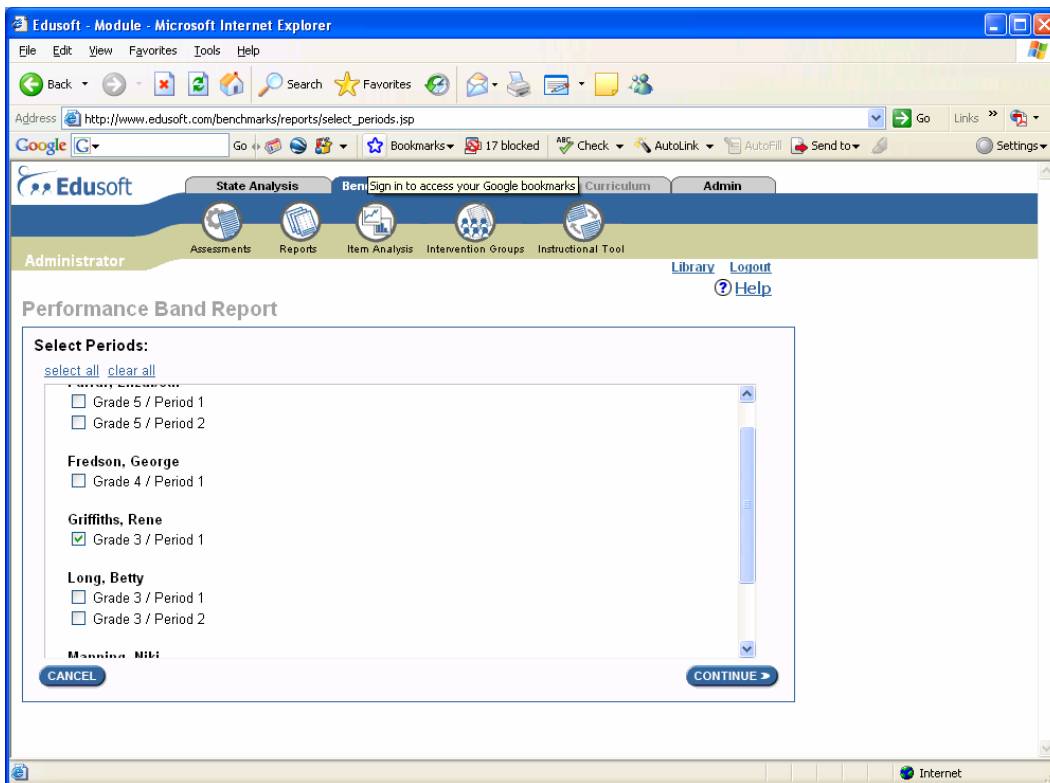 Edusoft - Module - Microsoft Internet Explorer
File Edit View Favorites Tools Help
Back Search Favorites
Address http://www.edusoft.com/benchmarks/reports/select_periods.jsp Go Links »
Google G Go Bookmarks 17 blocked ABC Check AutoLink AutoFill Send to Settings
Edusoft State Analysis Ben Sign in to access your Google bookmarks Curriculum Admin
Assessments Reports Item Analysis Intervention Groups Instructional Tool
Administrator
Library Logout
? Help
Performance Band Report
Select Periods:
select all clear all
Grade 5 / Period 1
Grade 5 / Period 2
Fredson, George
Grade 4 / Period 1
Griffiths, Rene
Grade 3 / Period 1
Long, Betty
Grade 3 / Period 1
Grade 3 / Period 2
Manning, Niki
CANCEL CONTINUE
Internet